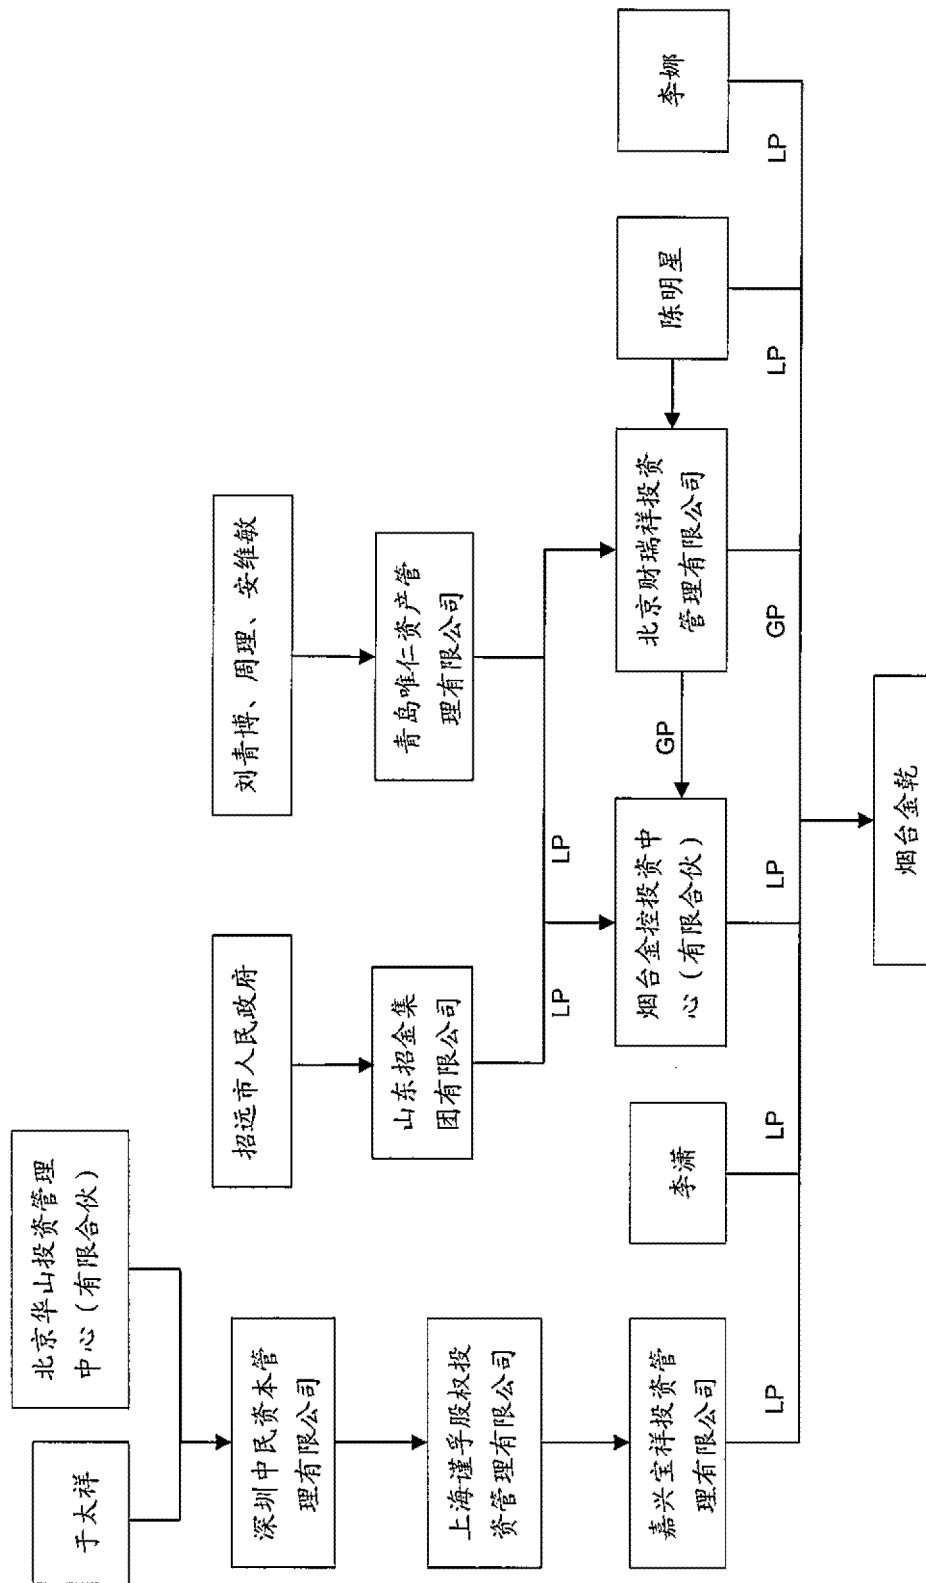 于太祥
北京华山投资管理
中心（有限合伙）
深圳中民资本管
理有限公司
招远市人民政府
刘青博、周理、安维敏
上海谨孚股权投
资管理有限公司
山东招金集
团有限公司
青岛唯仁资产管
理有限公司
LP
LP
嘉兴宝祥投资管
理有限公司
李潇
烟台金控投资中
心（有限合伙）
GP
北京财瑞祥投资
管理有限公司
陈明星
李娜
LP
LP
LP
GP
LP
LP
烟台金乾